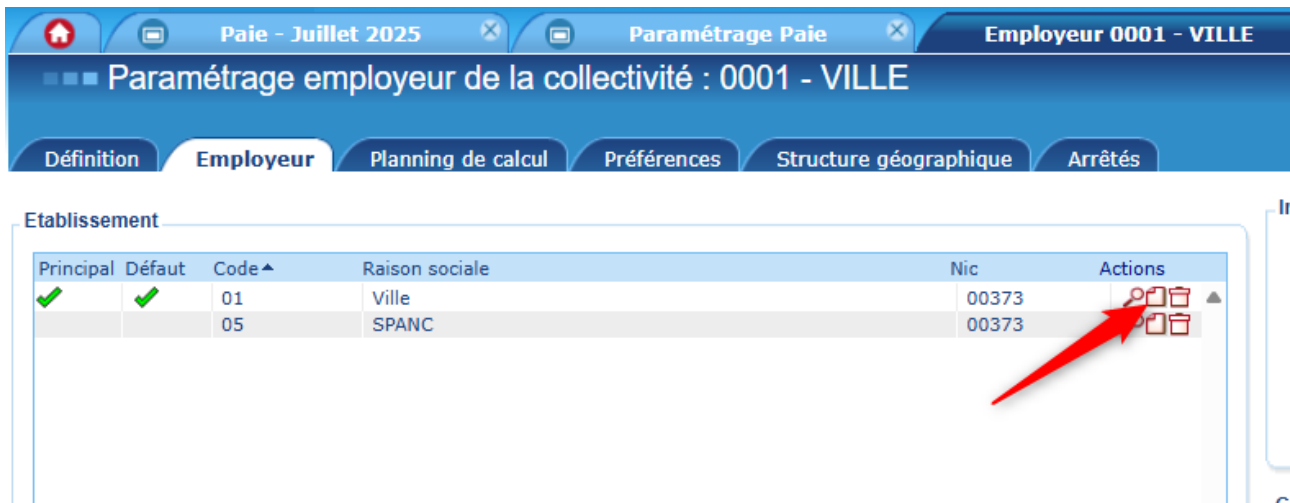 Paie - Juillet 2025 Paramétrage Paie Employeur 0001 - VILLE
Paramétrage employeur de la collectivité : 0001 - VILLE
Définition Employeur Planning de calcul Préférences Structure géographique Arrêtés
Etablissement
Principal Défaut Code Raison sociale Nic Actions
01 Ville 00373
05 SPANC 00373